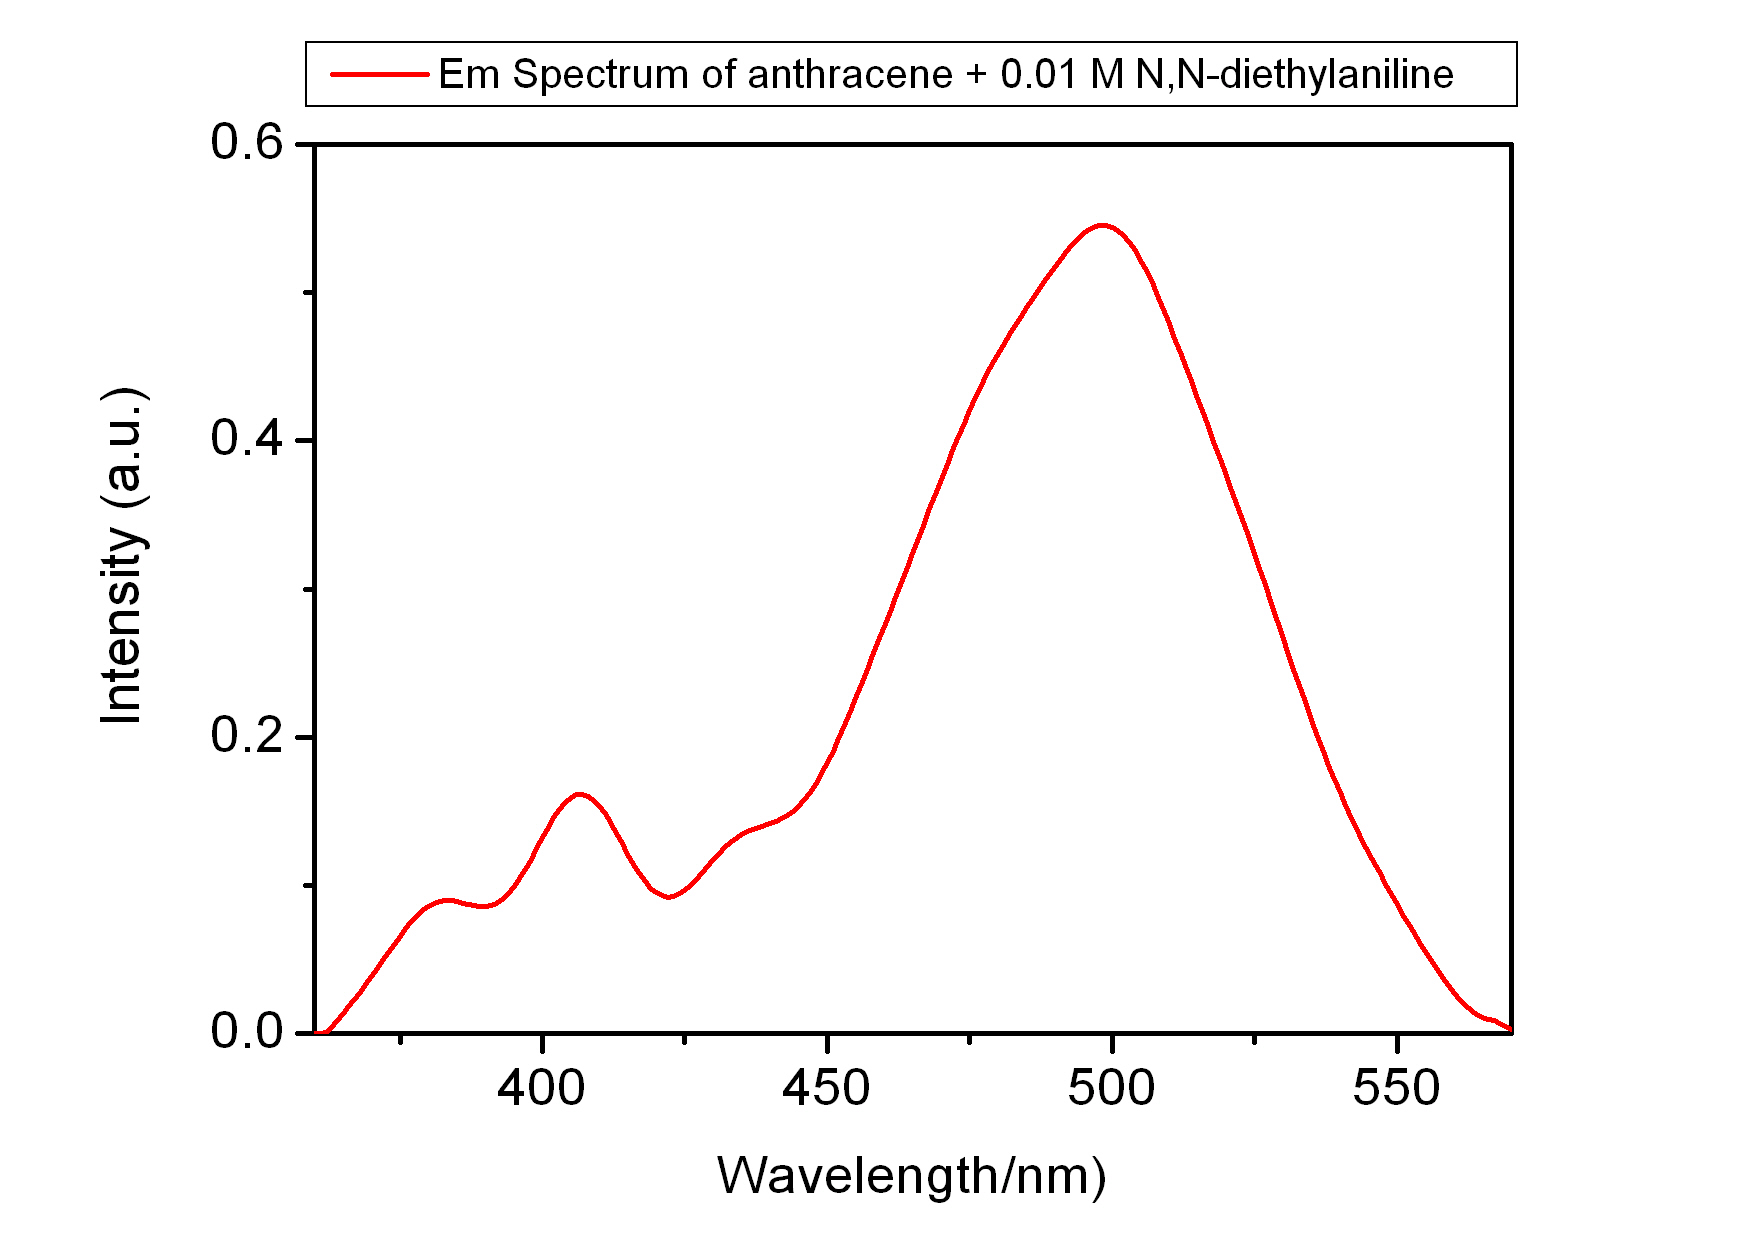 Em Spectrum of anthracene + 0.01 M N,N-diethylaniline
0.6
0.4
0.2
0.0
Intensity (a.u.)
400 450 500 550
Wavelength/nm)